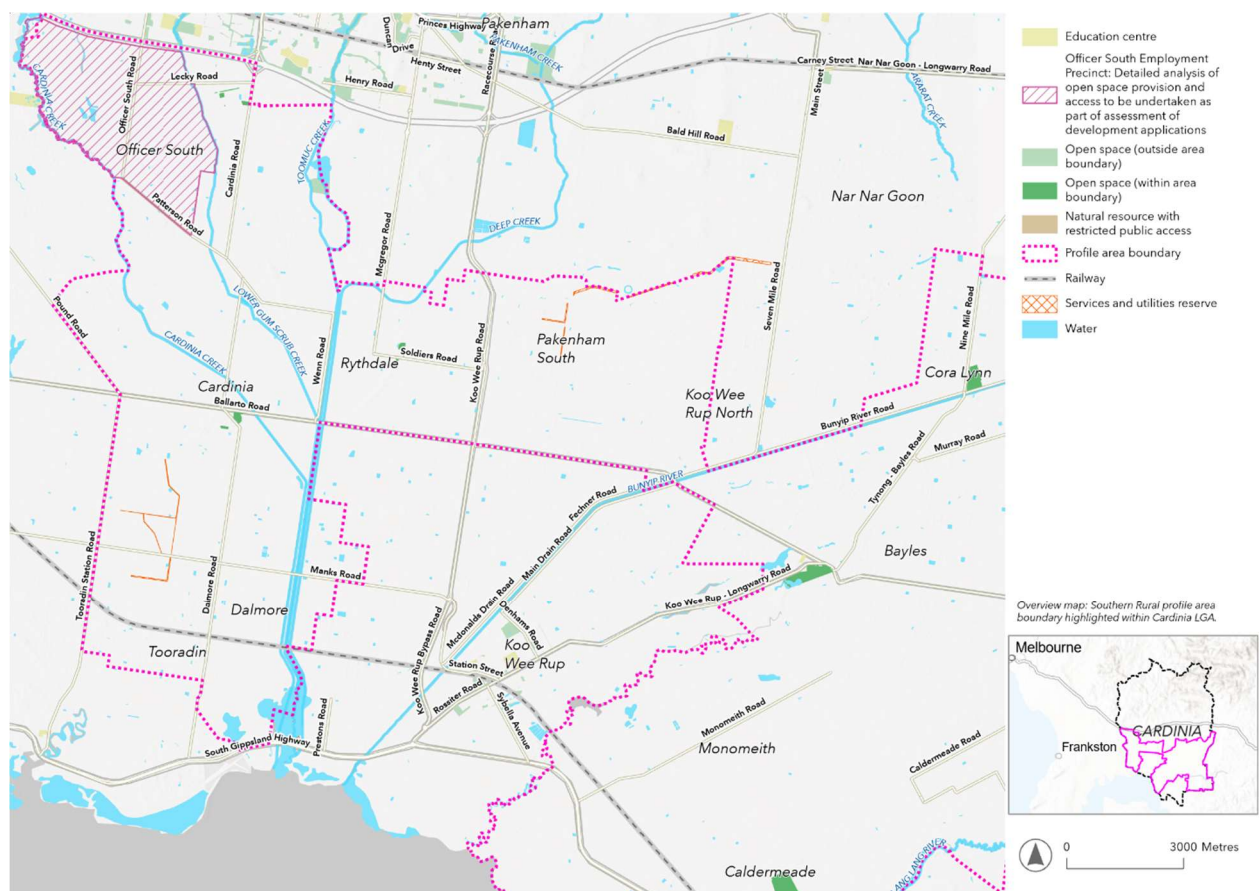 Pakenham
Princes Highway
Duncan
Drive
PAKENHAM CREEK
Racecourse Road
Henty Street
Carney Street
Nar Nar Goon - Longwarry Road
Main Street
ARARAT CREEK
Lecky Road
Henry Road
CARDINIA CREEK
Officer South Road
Bald Hill Road
TOOMUC CREEK
Officer South
Cardinia Road
Nar Nar Goon
Patterson Road
DEEP CREEK
Mcgregor Road
Seven Mile Road
Nine Mile Road
Pound Road
LOWER GUM SCRUB CREEK
CARDINIA CREEK
Wenn Road
Koo Wee Rup Road
Rythdale
Soldiers Road
Pakenham
South
Cora Lynn
Cardinia
Ballarto Road
Koo Wee
Rup North
Bunyip River Road
Murray Road
Tynong - Bayles Road
BUNYIP RIVER
Fechner Road
Main Drain Road
Bayles
Tooradin Station Road
Dalmore Road
Manks Road
Koo Wee Rup - Longwarry Road
Dalmore
Mcdonalds Drain Road
Denhams Road
Tooradin
Koo Wee Rup Bypass Road
Koo
Wee Rup
Station Street
Rossiter Road
Sybella Avenue
Prestons Road
South Gippsland Highway
Monomeith Road
Monomeith
Caldermeade Road
Caldermeade
LANG LANG RIVER
Education centre
Officer South Employment
Precinct: Detailed analysis of
open space provision and
access to be undertaken as
part of assessment of
development applications
Open space (outside area
boundary)
Open space (within area
boundary)
Natural resource with
restricted public access
Profile area boundary
Railway
Services and utilities reserve
Water
Overview map: Southern Rural profile area
boundary highlighted within Cardinia LGA.
Melbourne
CARDINIA
Frankston
0
3000 Metres